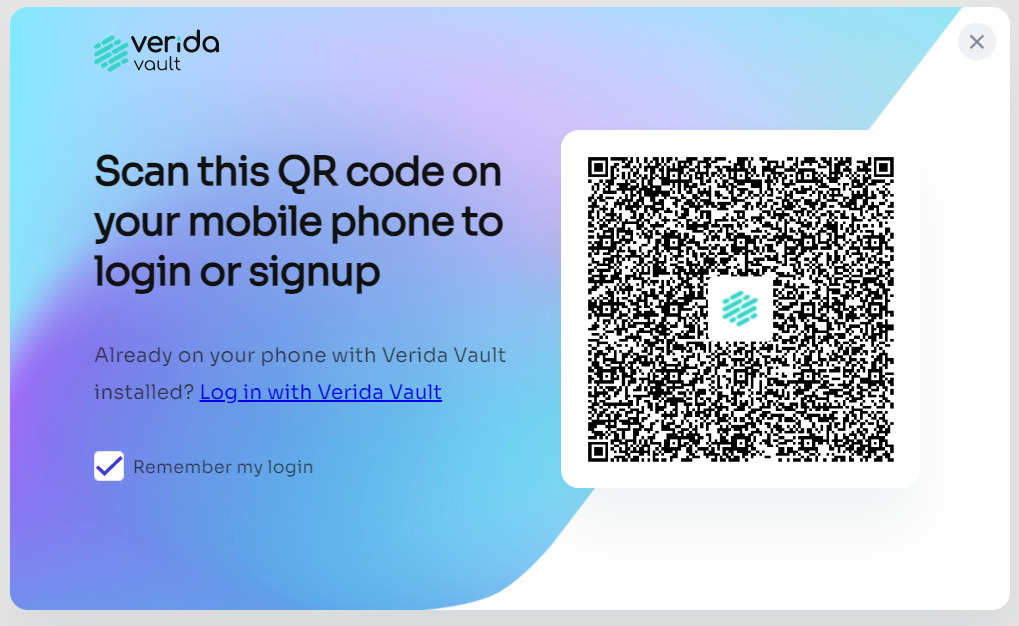 verida
vault
Scan this QR code on
your mobile phone to
login or signup
Already on your phone with Verida Vault
installed? Log in with Verida Vault
Remember my login